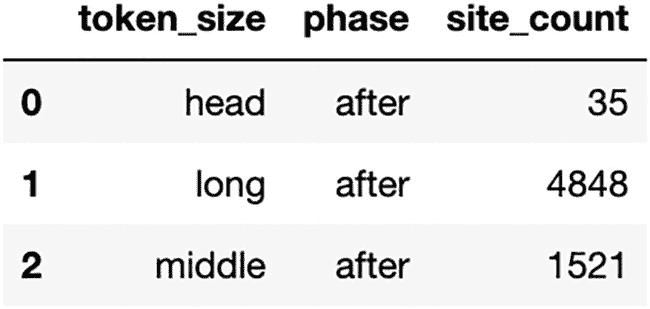 token_size phase site_count
0 head after 35
1 long after 4848
2 middle after 1521